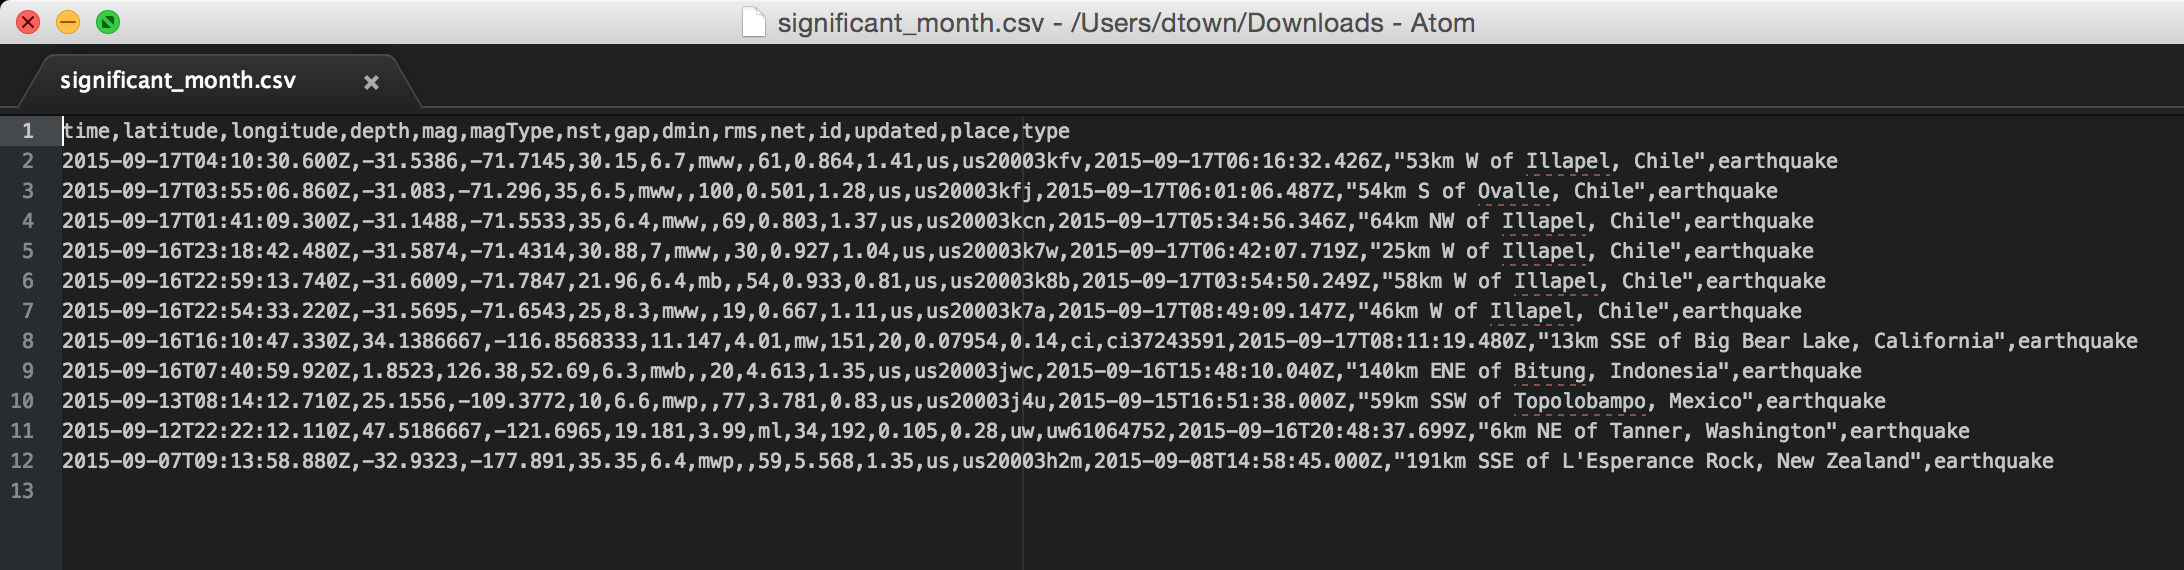 significant_month.csv - /Users/dtown/Downloads - Atom
significant_month.csv ×
1 time,latitude,longitude,depth,mag,magType,nst,gap,dmin,rms,net,id,updated,place,type
2 2015-09-17T04:10:30.600Z,-31.5386,-71.7145,30.15,6.7,mww,,61,0.864,1.41,us,us20003kfv,2015-09-17T06:16:32.426Z,"53km W of Illapel, Chile",earthquake
3 2015-09-17T03:55:06.860Z,-31.083,-71.296,35,6.5,mww,,100,0.501,1.28,us,us20003kfj,2015-09-17T06:01:06.487Z,"54km S of Ovalle, Chile",earthquake
4 2015-09-17T01:41:09.300Z,-31.1488,-71.5533,35,6.4,mww,,69,0.803,1.37,us,us20003kcn,2015-09-17T05:34:56.346Z,"64km NW of Illapel, Chile",earthquake
5 2015-09-16T23:18:42.480Z,-31.5874,-71.4314,30.88,7,mww,,30,0.927,1.04,us,us20003k7w,2015-09-17T06:42:07.719Z,"25km W of Illapel, Chile",earthquake
6 2015-09-16T22:59:13.740Z,-31.6009,-71.7847,21.96,6.4,mb,,54,0.933,0.81,us,us20003k8b,2015-09-17T03:54:50.249Z,"58km W of Illapel, Chile",earthquake
7 2015-09-16T22:54:33.220Z,-31.5695,-71.6543,25,8.3,mww,,19,0.667,1.11,us,us20003k7a,2015-09-17T08:49:09.147Z,"46km W of Illapel, Chile",earthquake
8 2015-09-16T16:10:47.330Z,34.1386667,-116.8568333,11.147,4.01,mw,151,20,0.07954,0.14,ci,ci37243591,2015-09-17T08:11:19.480Z,"13km SSE of Big Bear Lake, California",earthquake
9 2015-09-16T07:40:59.920Z,1.8523,126.38,52.69,6.3,mwb,,20,4.613,1.35,us,us20003jwc,2015-09-16T15:48:10.040Z,"140km ENE of Bitung, Indonesia",earthquake
10 2015-09-13T08:14:12.710Z,25.1556,-109.3772,10,6.6,mwp,,77,3.781,0.83,us,us20003j4u,2015-09-15T16:51:38.000Z,"59km SSW of Topolobampo, Mexico",earthquake
11 2015-09-12T22:22:12.110Z,47.5186667,-121.6965,19.181,3.99,ml,34,192,0.105,0.28,uw,uw61064752,2015-09-16T20:48:37.699Z,"6km NE of Tanner, Washington",earthquake
12 2015-09-07T09:13:58.880Z,-32.9323,-177.891,35.35,6.4,mwp,,59,5.568,1.35,us,us20003h2m,2015-09-08T14:58:45.000Z,"191km SSE of L'Esperance Rock, New Zealand",earthquake
13